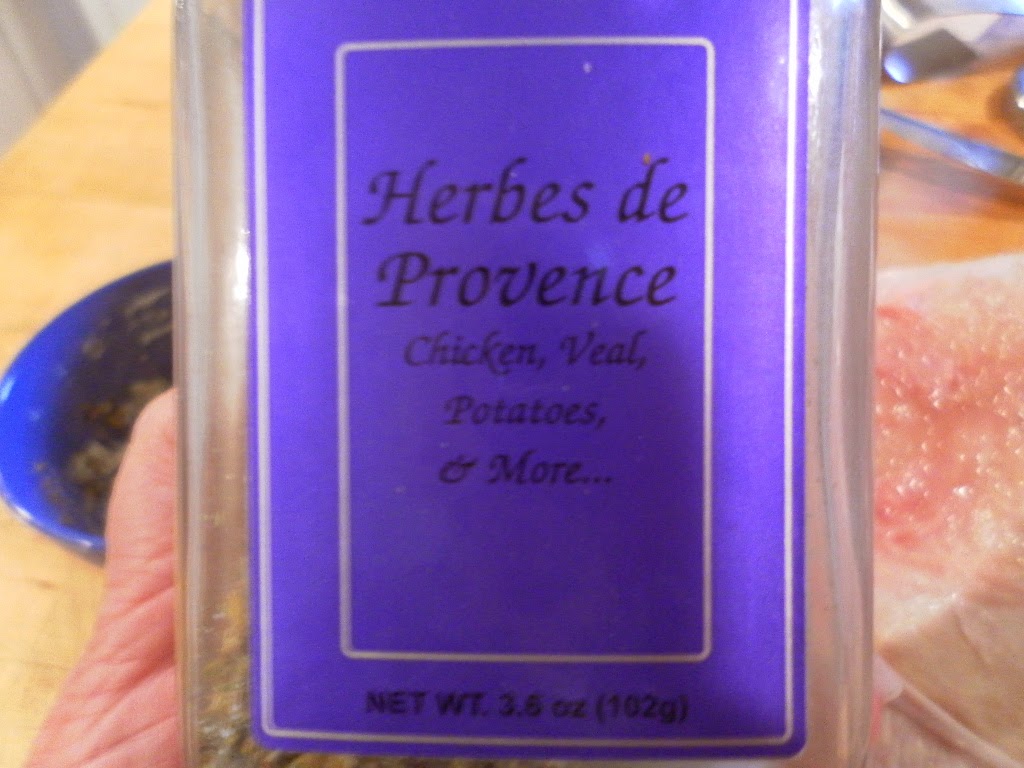 Herbes de
Provence
Chicken, Veal,
Potatoes,
& More...
NET WT. 3.6 oz (102g)